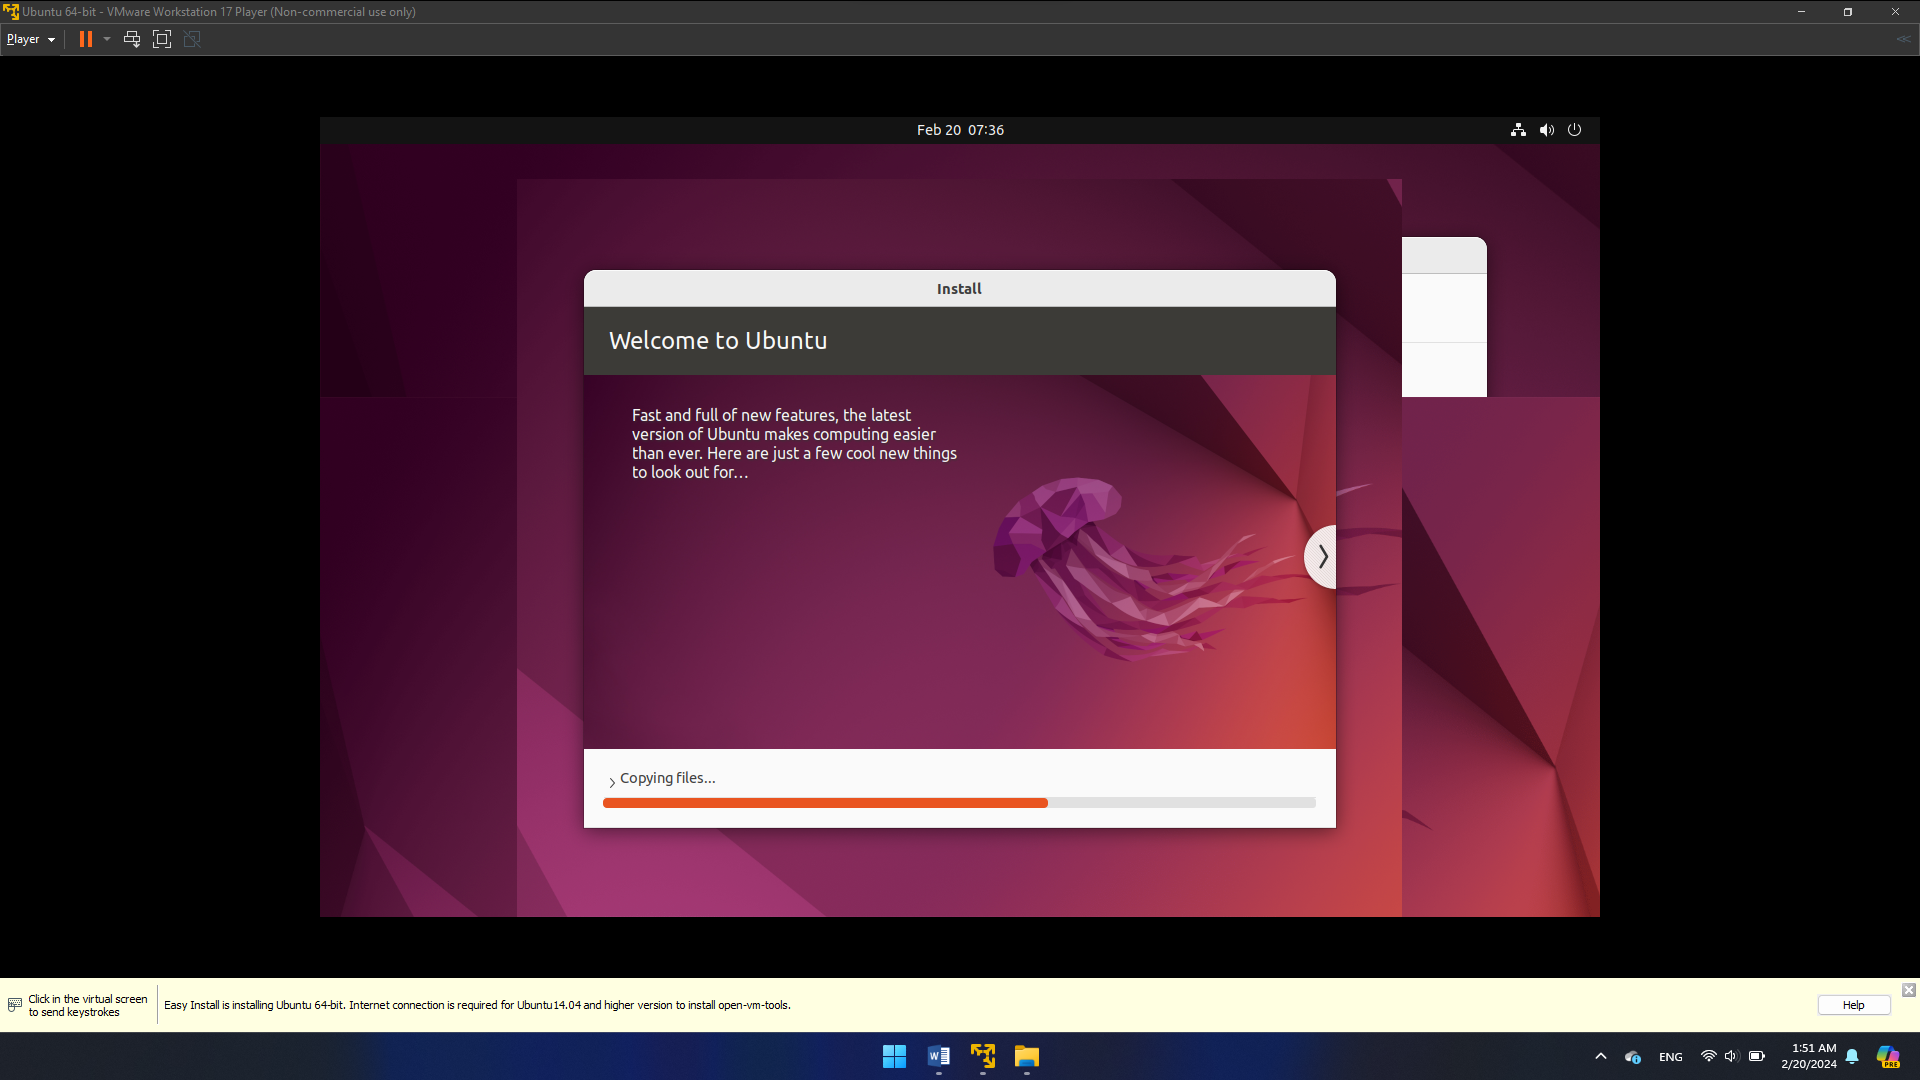 Ubuntu 64-bit - VMware Workstation 17 Player (Non-commercial use only)
Player
Feb 20 07:36
Install
Welcome to Ubuntu
Fast and full of new features, the latest
version of Ubuntu makes computing easier
than ever. Here are just a few cool new things
to look out for…
Copying files...
Click in the virtual screen
to send keystrokes
Easy Install is installing Ubuntu 64-bit. Internet connection is required for Ubuntu14.04 and higher version to install open-vm-tools.
Help
W
ENG
1:51 AM
2/20/2024
PRE